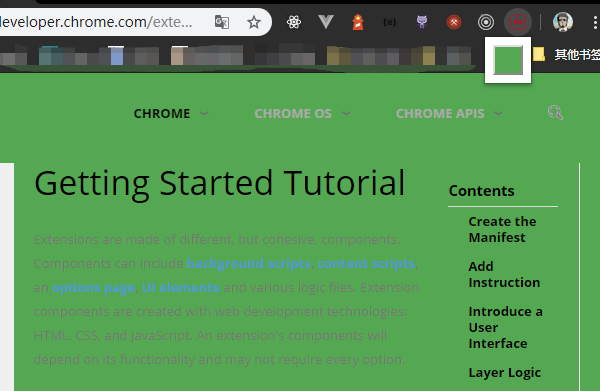 developer.chrome.com/exte...
其他书签
CHROME
CHROME OS
CHROME APIS
Getting Started Tutorial
Extensions are made of different, but cohesive, components.
Components can include background scripts, content scripts,
an options page, UI elements and various logic files. Extension
components are created with web development technologies:
HTML, CSS, and JavaScript. An extension's components will
depend on its functionality and may not require every option.
Contents
Create the
Manifest
Add
Instruction
Introduce a
User
Interface
Layer Logic